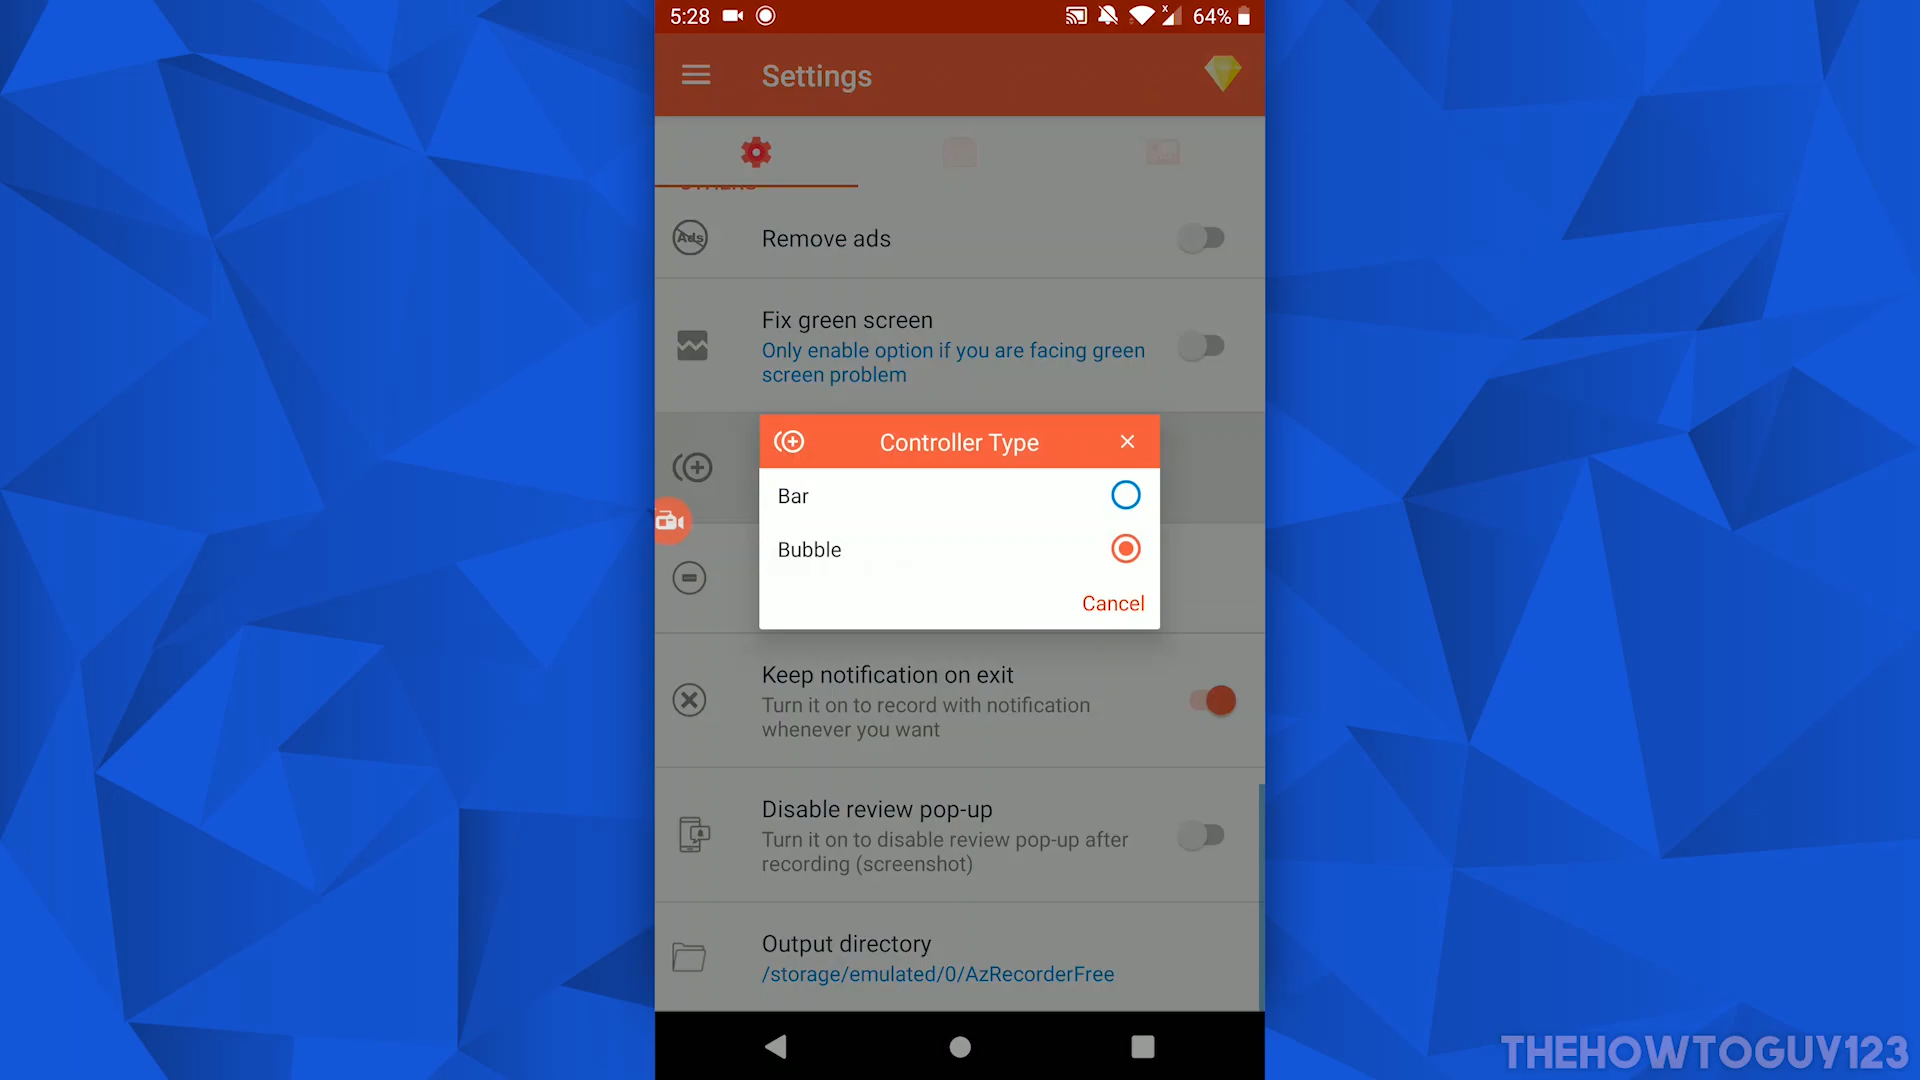 5:28
64%
Settings
OTHERS
Ads
Remove ads
Fix green screen
Only enable option if you are facing green
screen problem
Controller Type
Bar
Bubble
Cancel
Keep notification on exit
Turn it on to record with notification
whenever you want
Disable review pop-up
Turn it on to disable review pop-up after
recording (screenshot)
Output directory
/storage/emulated/0/AzRecorderFree
THEHOWTOGUY123